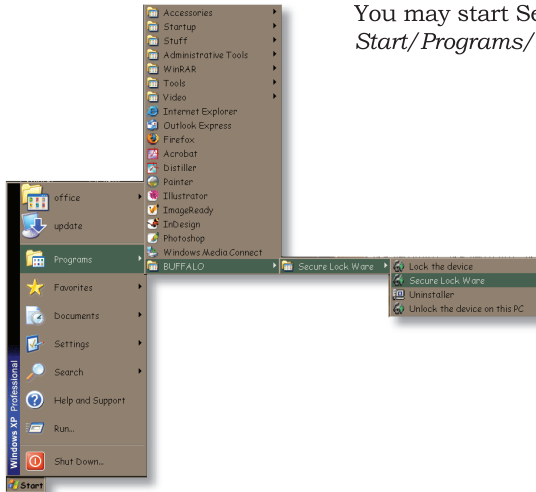 You may start Se
Start/Programs/
Accessories
Startup
Stuff
Administrative Tools
WinRAR
Tools
Video
Internet Explorer
Outlook Express
Firefox
Acrobat
Distiller
Painter
Illustrator
ImageReady
InDesign
Photoshop
Windows Media Connect
BUFFALO
Secure Lock Ware
Lock the device
Secure Lock Ware
Uninstaller
Unlock the device on this PC
office
update
Programs
Favorites
Documents
Settings
Search
Help and Support
Run...
Shut Down...
Windows XP Professional
Start